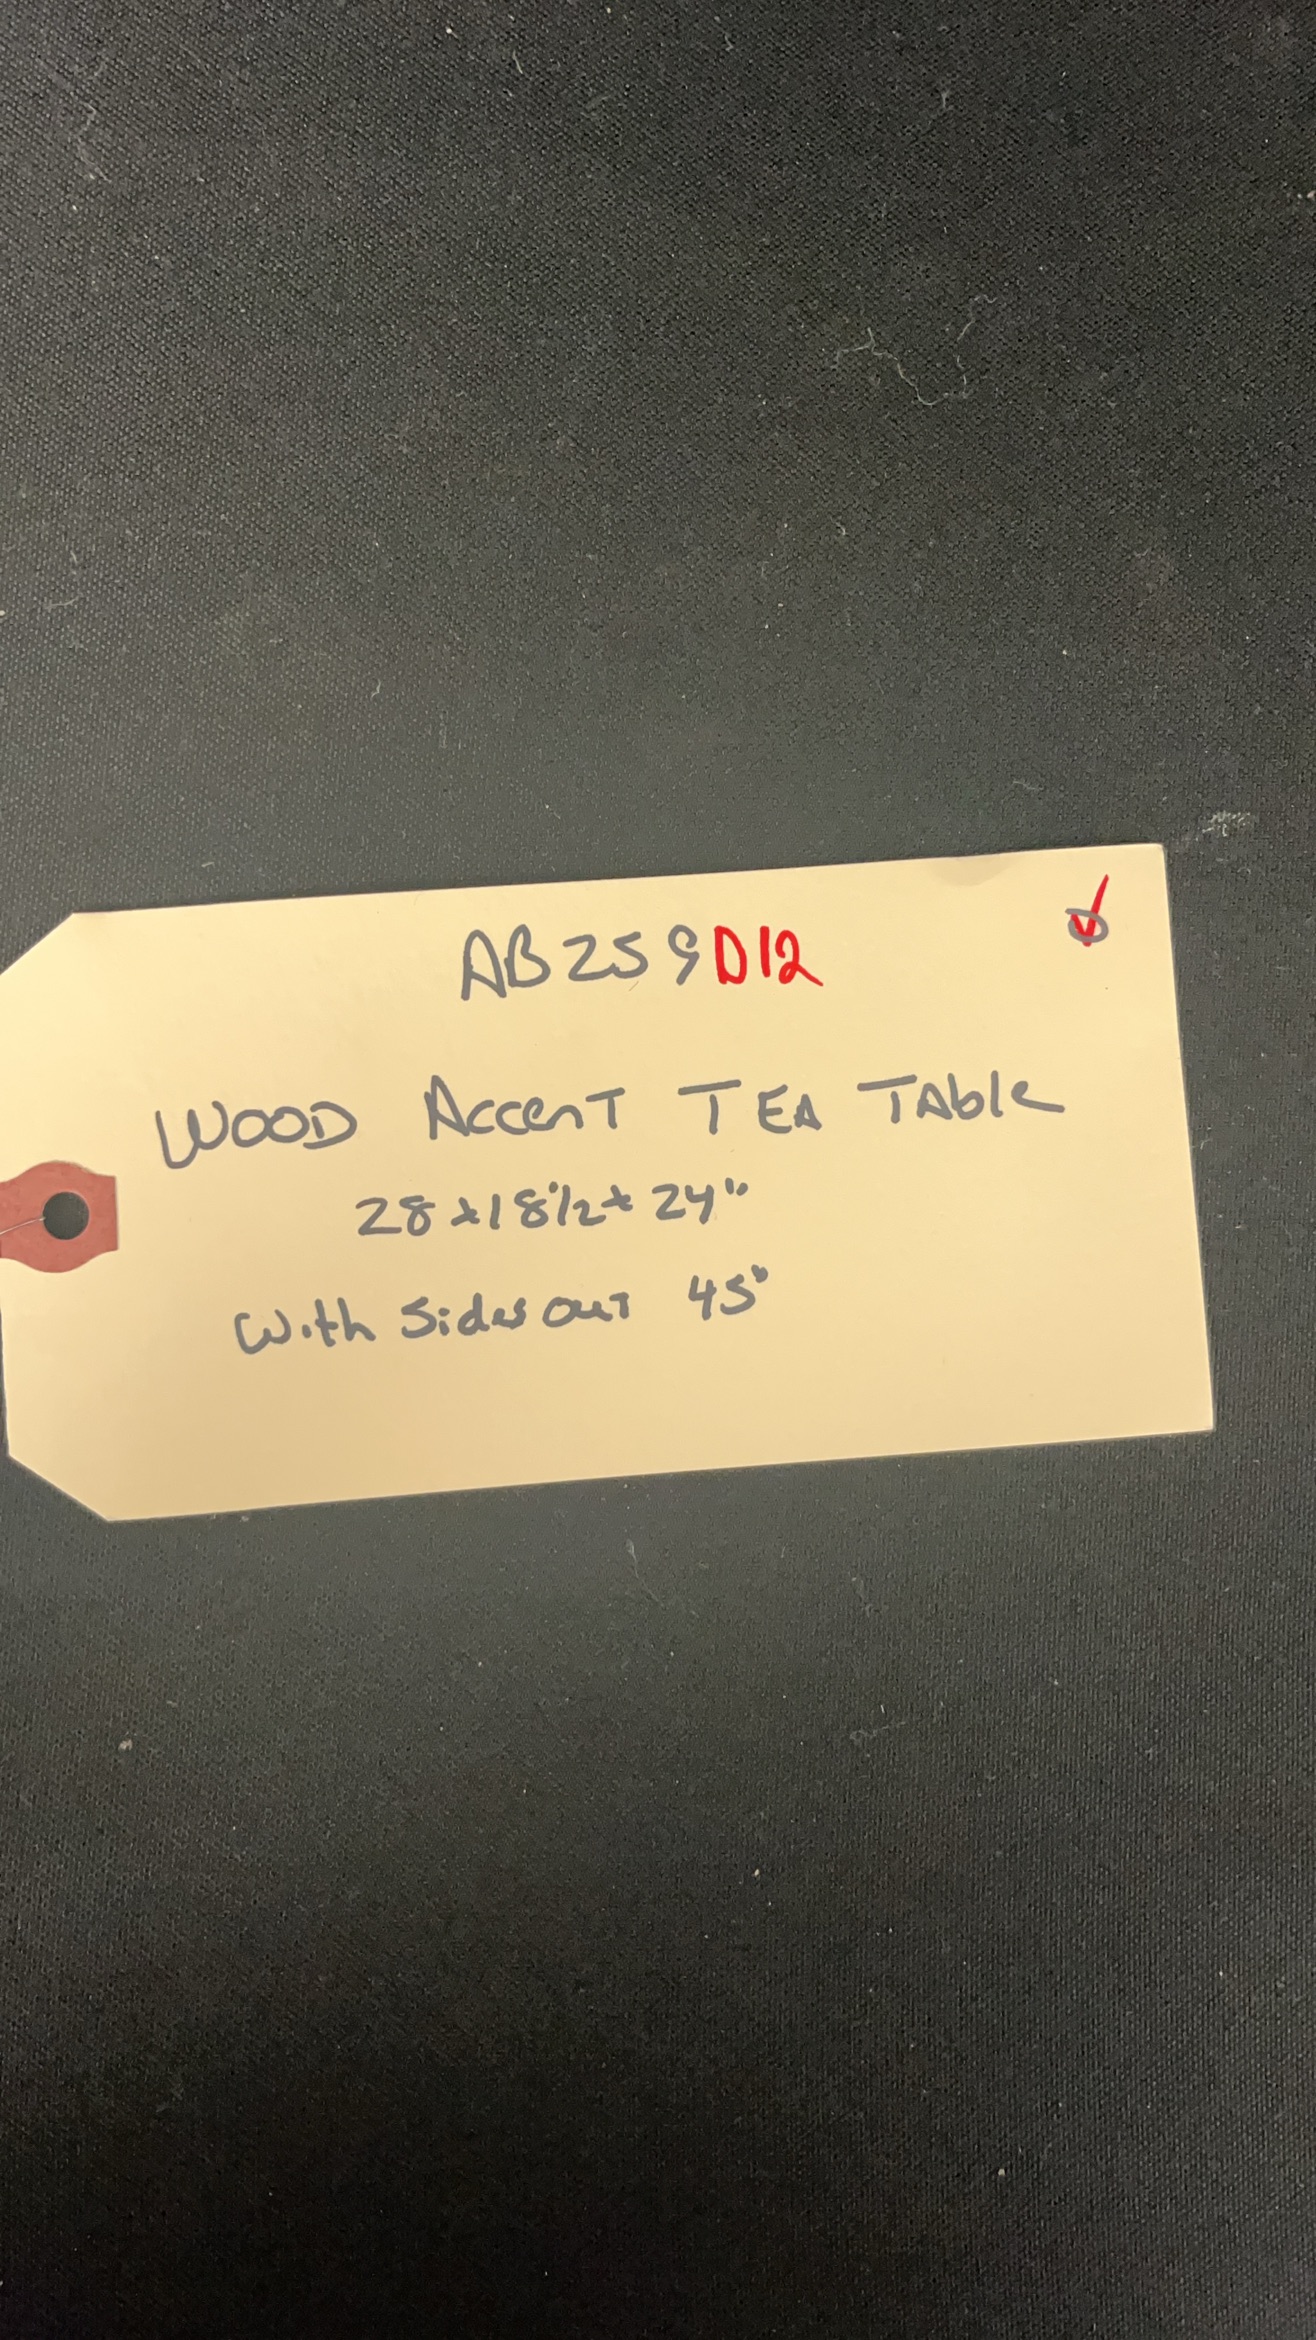 AB259D12
WOOD Accent TEA TAble
28x18½x24"
With Sides out 45"